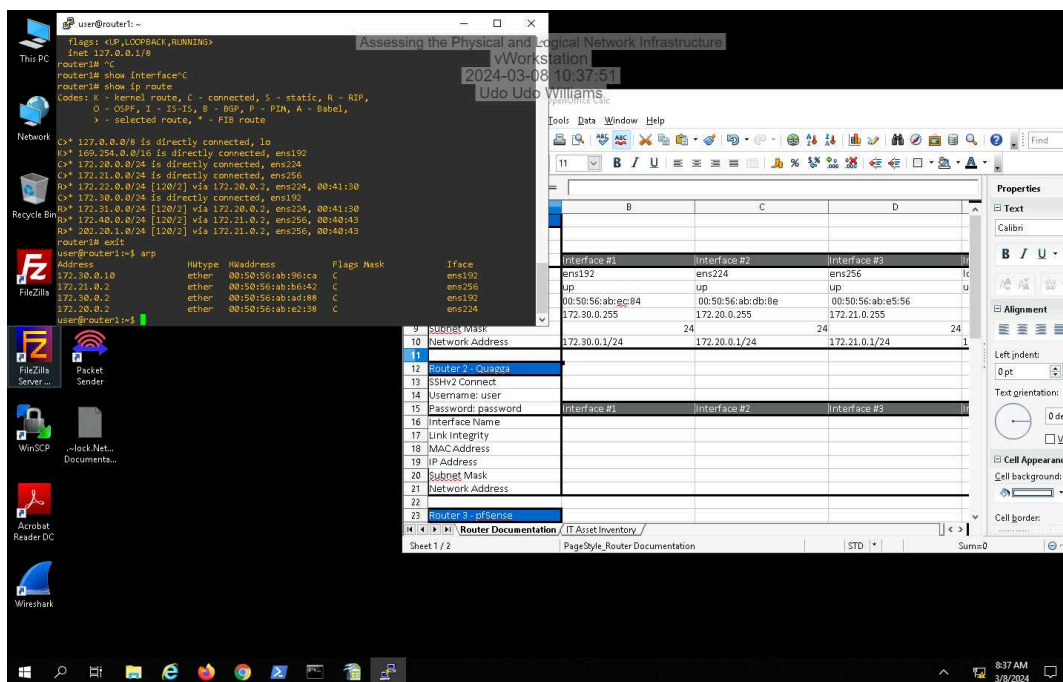 user@router1: ~
flags: <UP,LOOPBACK,RUNNING>
inet 127.0.0.1/8
router1# ^C
router1# show interface^C
router1# show ip route
Codes: K - kernel route, C - connected, S - static, R - RIP,
O - OSPF, I - IS-IS, B - BGP, P - PIM, A - Babel,
> - selected route, * - FIB route
C>* 127.0.0.0/8 is directly connected, lo
K>* 169.254.0.0/16 is directly connected, ens192
C>* 172.20.0.0/24 is directly connected, ens224
C>* 172.21.0.0/24 is directly connected, ens256
R>* 172.22.0.0/24 [120/2] via 172.20.0.2, ens224, 00:41:30
C>* 172.30.0.0/24 is directly connected, ens192
R>* 172.31.0.0/24 [120/2] via 172.20.0.2, ens224, 00:41:30
R>* 172.40.0.0/24 [120/2] via 172.21.0.2, ens256, 00:40:43
R>* 202.20.1.0/24 [120/2] via 172.21.0.2, ens256, 00:40:43
router1# exit
user@router1:~$ arp
Address HWtype HWaddress Flags Mask Iface
172.30.0.10 ether 00:50:56:ab:96:ca C ens192
172.21.0.2 ether 00:50:56:ab:b6:42 C ens256
172.30.0.2 ether 00:50:56:ab:ad:88 C ens192
172.20.0.2 ether 00:50:56:ab:e2:38 C ens224
user@router1:~$
Assessing the Physical and Logical Network Infrastructure
vWorkstation
2024-03-08 10:37:51
Udo Udo Williams
OpenOffice Calc
Tools Data Window Help
Find
11 B I U
Properties
Text
Calibri
B I U
Alignment
Left indent:
0 pt
Text orientation:
0 de
Cell Appearanc
Cell background:
Cell border:
B C D
Interface #1 Interface #2 Interface #3
ens192 ens224 ens256
up up up
00:50:56:ab:ec:84 00:50:56:ab:db:8e 00:50:56:ab:e5:56
172.30.0.255 172.20.0.255 172.21.0.255
9 Subnet Mask 24 24 24
10 Network Address 172.30.0.1/24 172.20.0.1/24 172.21.0.1/24
11
12 Router 2 - Quagga
13 SSHv2 Connect
14 Username: user
15 Password: password Interface #1 Interface #2 Interface #3
16 Interface Name
17 Link Integrity
18 MAC Address
19 IP Address
20 Subnet Mask
21 Network Address
22
23 Router 3 - pfSense
Router Documentation IT Asset Inventory
Sheet 1 / 2 PageStyle_Router Documentation STD * Sum=0
This PC
Network
Recycle Bin
FileZilla
FileZilla Server ...
Packet Sender
WinSCP
.~lock.Net... Documenta...
Acrobat Reader DC
Wireshark
8:37 AM
3/8/2024